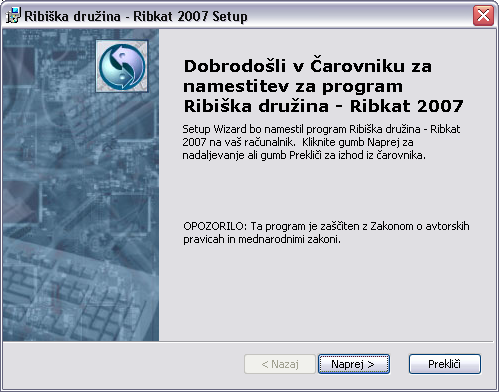 Ribiška družina - Ribkat 2007 Setup
Dobrodošli v Čarovniku za
namestitev za program
Ribiška družina - Ribkat 2007
Setup Wizard bo namestil program Ribiška družina - Ribkat
2007 na vaš računalnik.  Kliknite gumb Naprej za
nadaljevanje ali gumb Prekliči za izhod iz čarovnika.
OPOZORILO: Ta program je zaščiten z Zakonom o avtorskih
pravicah in mednarodnimi zakoni.
< Nazaj
Naprej >
Prekliči